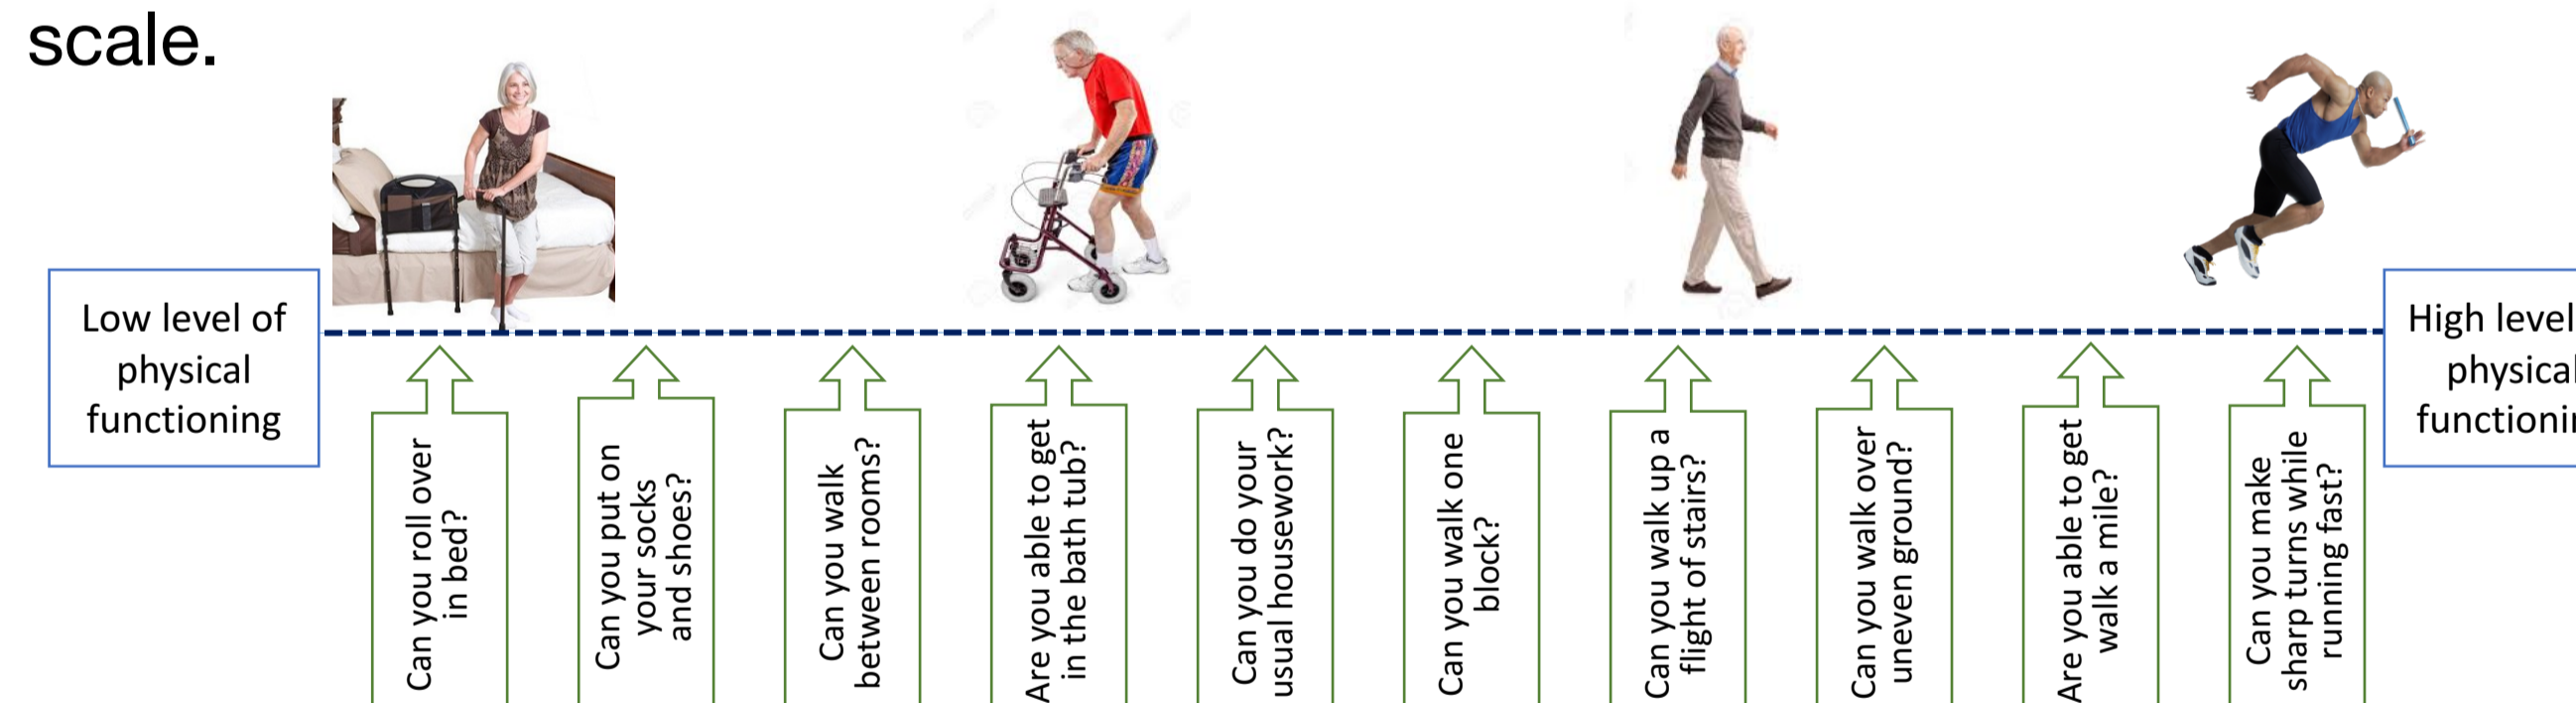 scale.
Low level of
physical
functioning
High level
physical
functionin
Can you roll over
in bed?
Can you put on
your socks
and shoes?
Can you walk
between rooms?
Are you able to get
in the bath tub?
Can you do your
usual housework?
Can you walk one
block?
Can you walk up a
flight of stairs?
Can you walk over
uneven ground?
Are you able to get
walk a mile?
Can you make
sharp turns while
running fast?